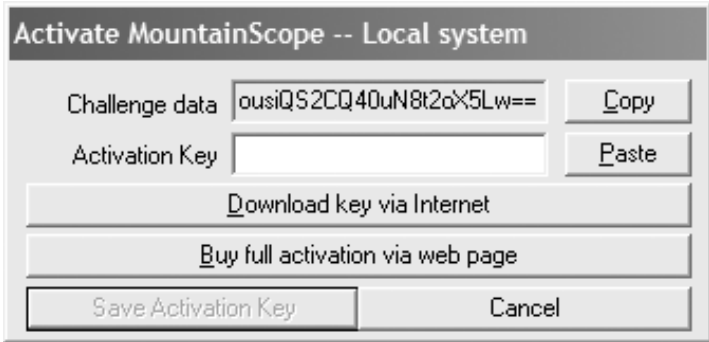 Activate MountainScope -- Local system
Challenge data ousiQS2CQ40uN8t2oX5Lw== Copy
Activation Key Paste
Download key via Internet
Buy full activation via web page
Save Activation Key Cancel